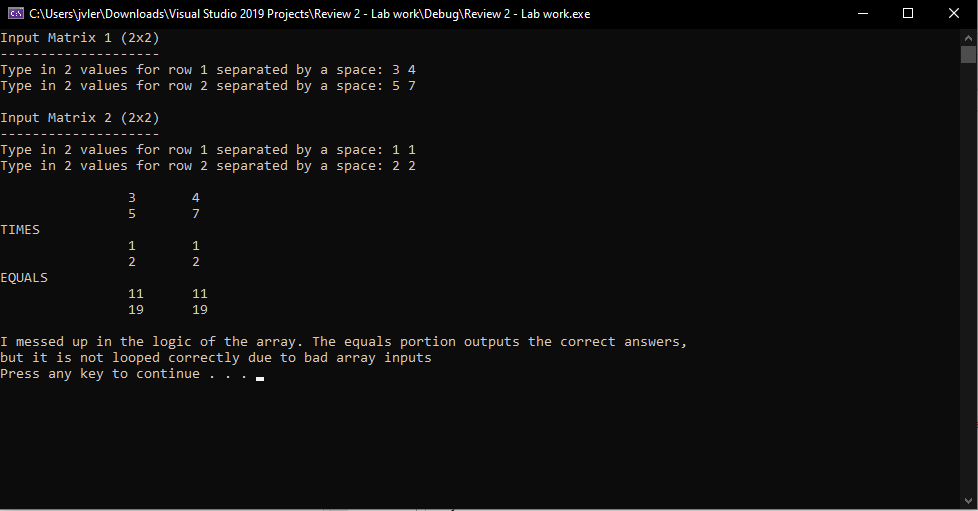 C:\Users\jvler\Downloads\Visual Studio 2019 Projects\Review 2 - Lab work\Debug\Review 2 - Lab work.exe
Input Matrix 1 (2x2)
--------------------
Type in 2 values for row 1 separated by a space: 3 4
Type in 2 values for row 2 separated by a space: 5 7
Input Matrix 2 (2x2)
--------------------
Type in 2 values for row 1 separated by a space: 1 1
Type in 2 values for row 2 separated by a space: 2 2
3 4
5 7
TIMES
1 1
2 2
EQUALS
11 11
19 19
I messed up in the logic of the array. The equals portion outputs the correct answers,
but it is not looped correctly due to bad array inputs
Press any key to continue . . .